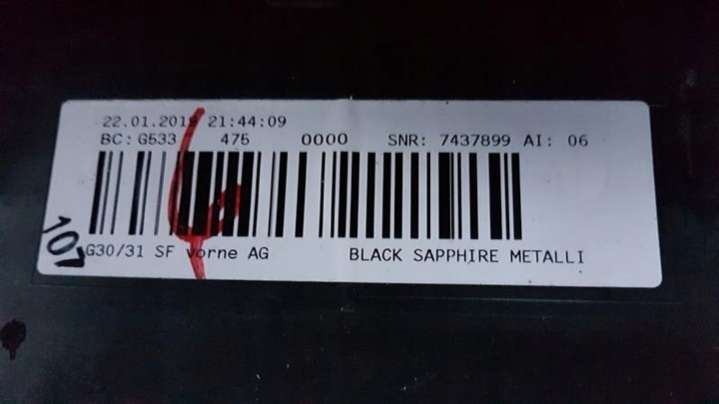 22.01.2019 21:44:09
BC: G533 475 0000 SNR: 7437899 AI: 06
107
G30/31 SF vorne AG BLACK SAPPHIRE METALLI